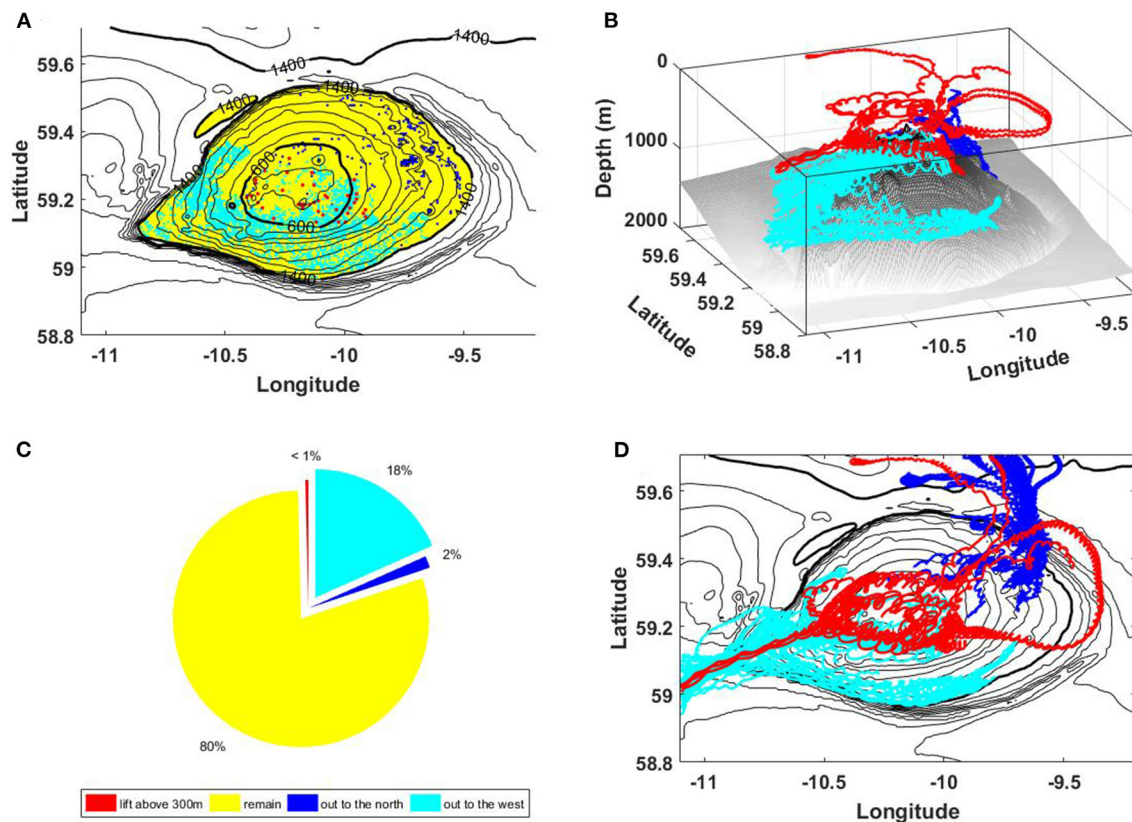 A
1400
1400
1400
1400
1400
600
600
1400
1400
59.6
59.4
59.2
59
58.8
Latitude
-11
-10.5
-10
-9.5
Longitude
B
0
1000
2000
Depth (m)
59.6
59.4
59.2
59
58.8
Latitude
-11
-10.5
-10
-9.5
Longitude
C
< 1%
18%
2%
80%
lift above 300m
remain
out to the north
out to the west
D
59.6
59.4
59.2
59
58.8
Latitude
-11
-10.5
-10
-9.5
Longitude